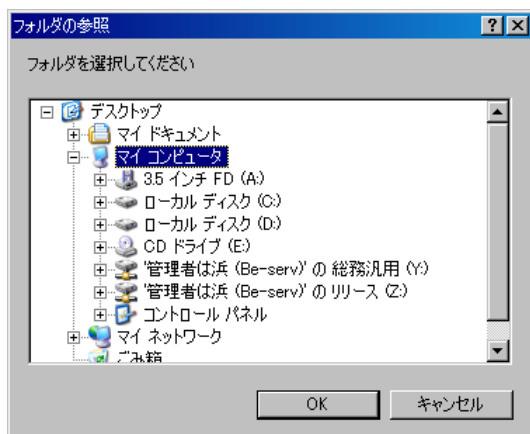 フォルダの参照
フォルダを選択してください
デスクトップ
マイ ドキュメント
マイ コンピュータ
3.5 インチ FD (A:)
ローカル ディスク (C:)
ローカル ディスク (D:)
CD ドライブ (E:)
'管理者は浜 (Be-serv)' の 総務汎用 (Y:)
'管理者は浜 (Be-serv)' の リリース (Z:)
コントロール パネル
マイ ネットワーク
ごみ箱
OK
キャンセル